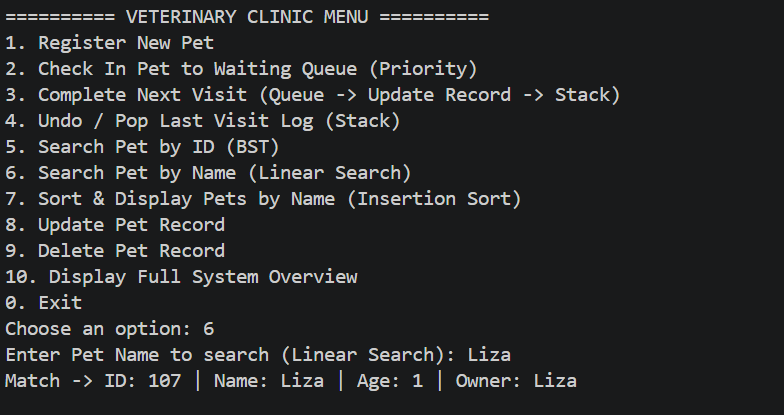 ========== VETERINARY CLINIC MENU ==========
1. Register New Pet
2. Check In Pet to Waiting Queue (Priority)
3. Complete Next Visit (Queue -> Update Record -> Stack)
4. Undo / Pop Last Visit Log (Stack)
5. Search Pet by ID (BST)
6. Search Pet by Name (Linear Search)
7. Sort & Display Pets by Name (Insertion Sort)
8. Update Pet Record
9. Delete Pet Record
10. Display Full System Overview
0. Exit
Choose an option: 6
Enter Pet Name to search (Linear Search): Liza
Match -> ID: 107 | Name: Liza | Age: 1 | Owner: Liza